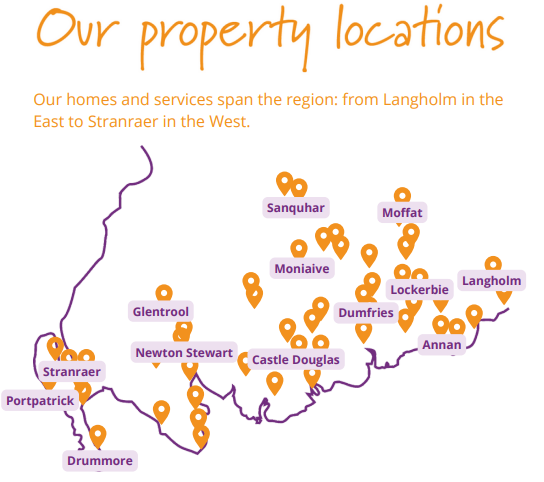 Our property locations
Our homes and services span the region: from Langholm in the
East to Stranraer in the West.
Sanquhar
Moffat
Moniaive
Langholm
Lockerbie
Glentrool
Dumfries
Annan
Newton Stewart
Castle Douglas
Stranraer
Portpatrick
Drummore